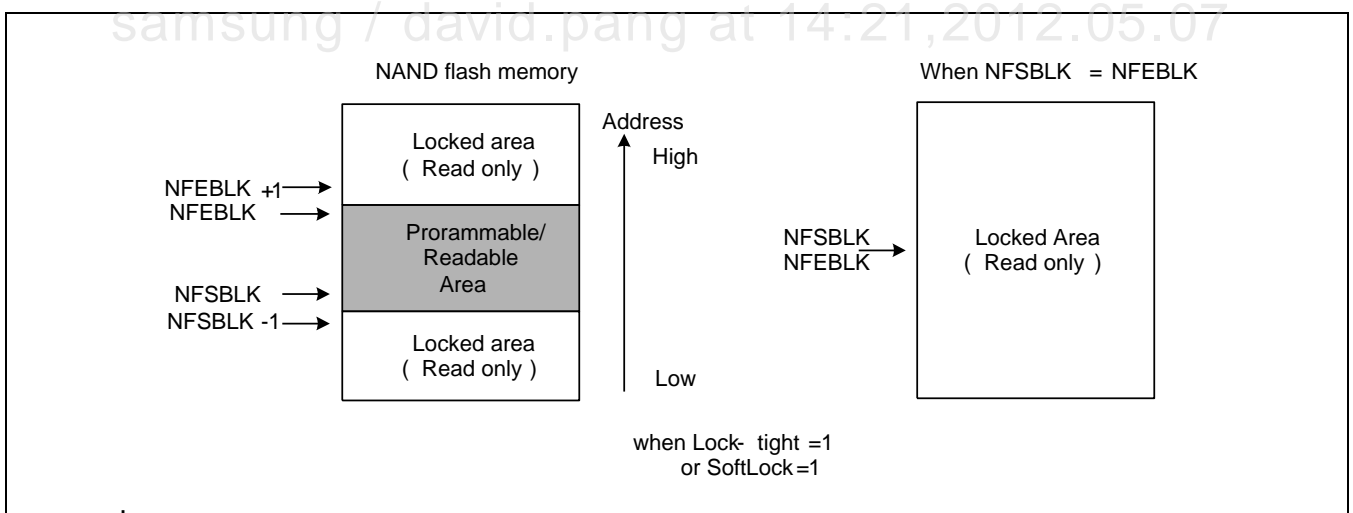 samsung / david.pang at 14:21,2012.05.07
NAND flash memory
When NFSBLK = NFEBLK
Locked area
( Read only )
Address
High
NFEBLK +1
NFEBLK
Prorammable/
Readable
Area
NFSBLK
NFSBLK -1
Locked area
( Read only )
Low
NFSBLK
NFEBLK
Locked Area
( Read only )
when Lock- tight =1
or SoftLock=1